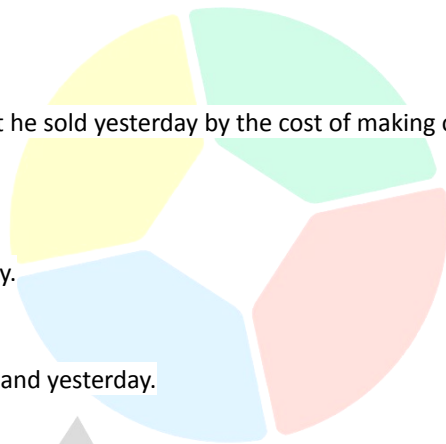 he sold yesterday by the cost of making
and yesterday.